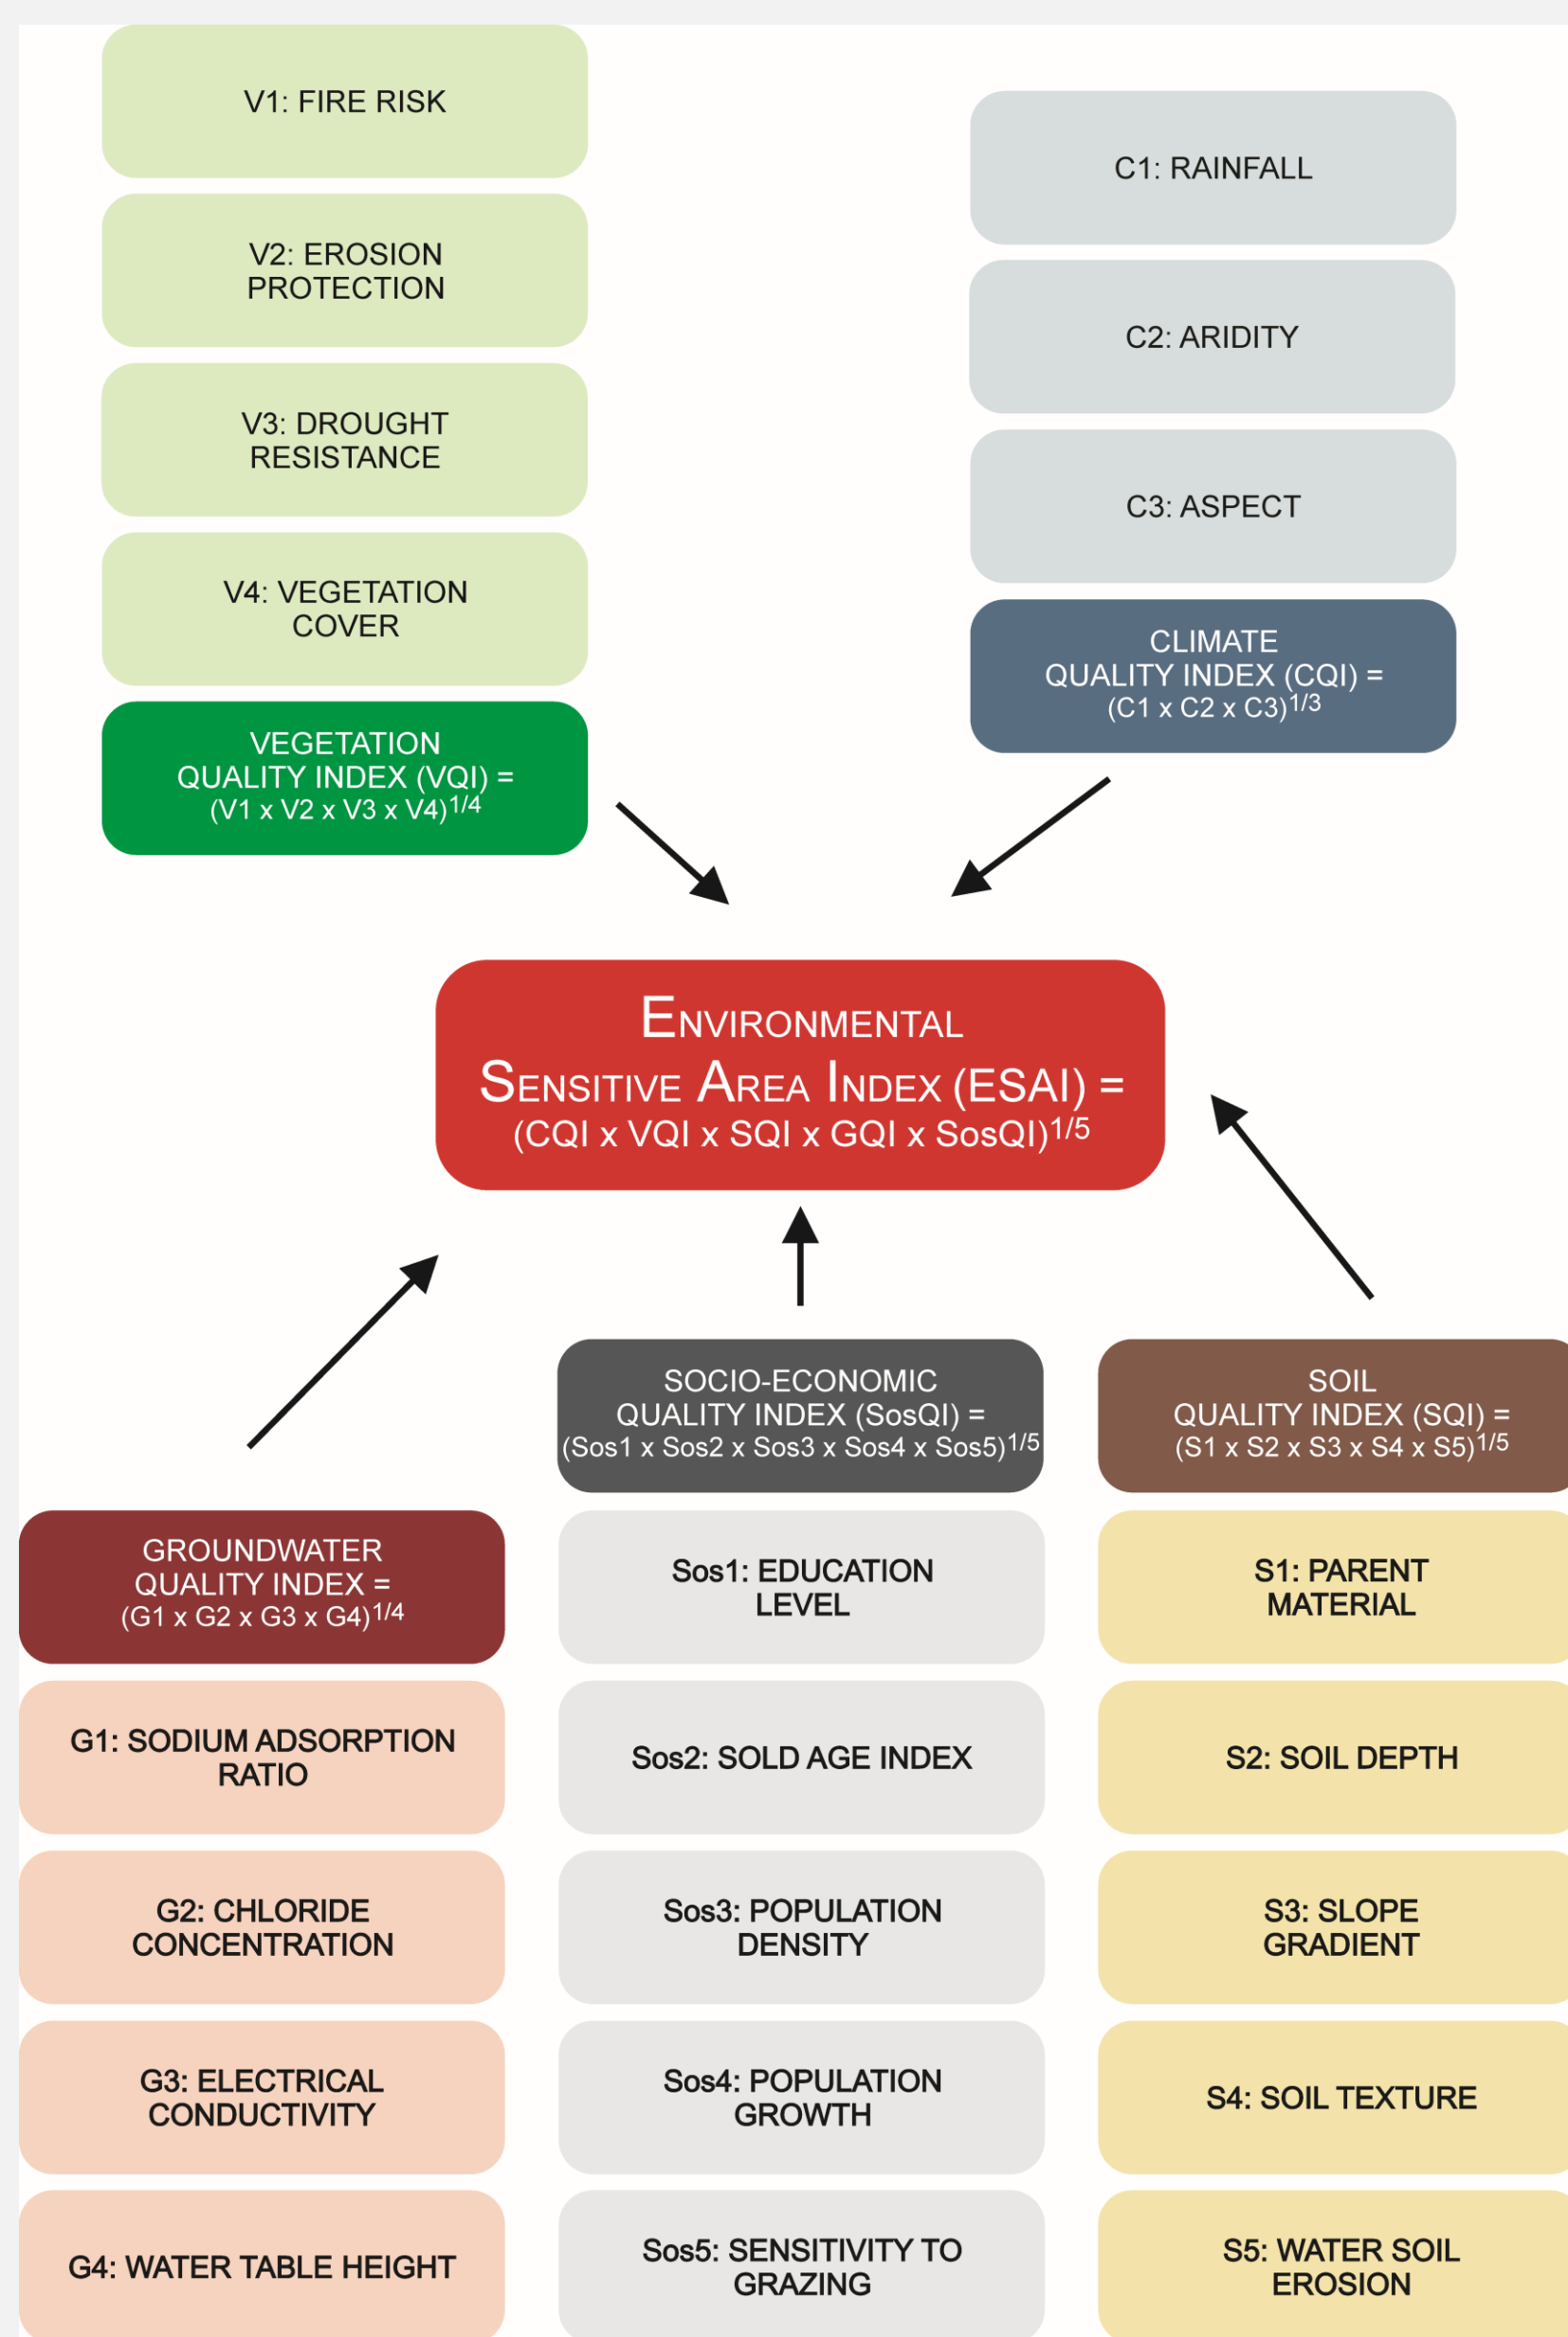 V1: FIRE RISK
V2: EROSION
PROTECTION
V3: DROUGHT
RESISTANCE
V4: VEGETATION
COVER
VEGETATION
QUALITY INDEX (VQI) =
(V1 x V2 x V3 x V4)1/4
C1: RAINFALL
C2: ARIDITY
C3: ASPECT
CLIMATE
QUALITY INDEX (CQI) =
(C1 x C2 x C3)1/3
ENVIRONMENTAL
SENSITIVE AREA INDEX (ESAI) =
(CQI x VQI x SQI x GQI x SosQI)1/5
GROUNDWATER
QUALITY INDEX =
(G1 x G2 x G3 x G4)1/4
G1: SODIUM ADSORPTION
RATIO
G2: CHLORIDE
CONCENTRATION
G3: ELECTRICAL
CONDUCTIVITY
G4: WATER TABLE HEIGHT
SOCIO-ECONOMIC
QUALITY INDEX (SosQI) =
(Sos1 x Sos2 x Sos3 x Sos4 x Sos5)1/5
Sos1: EDUCATION
LEVEL
Sos2: SOLD AGE INDEX
Sos3: POPULATION
DENSITY
Sos4: POPULATION
GROWTH
Sos5: SENSITIVITY TO
GRAZING
SOIL
QUALITY INDEX (SQI) =
(S1 x S2 x S3 x S4 x S5)1/5
S1: PARENT
MATERIAL
S2: SOIL DEPTH
S3: SLOPE
GRADIENT
S4: SOIL TEXTURE
S5: WATER SOIL
EROSION